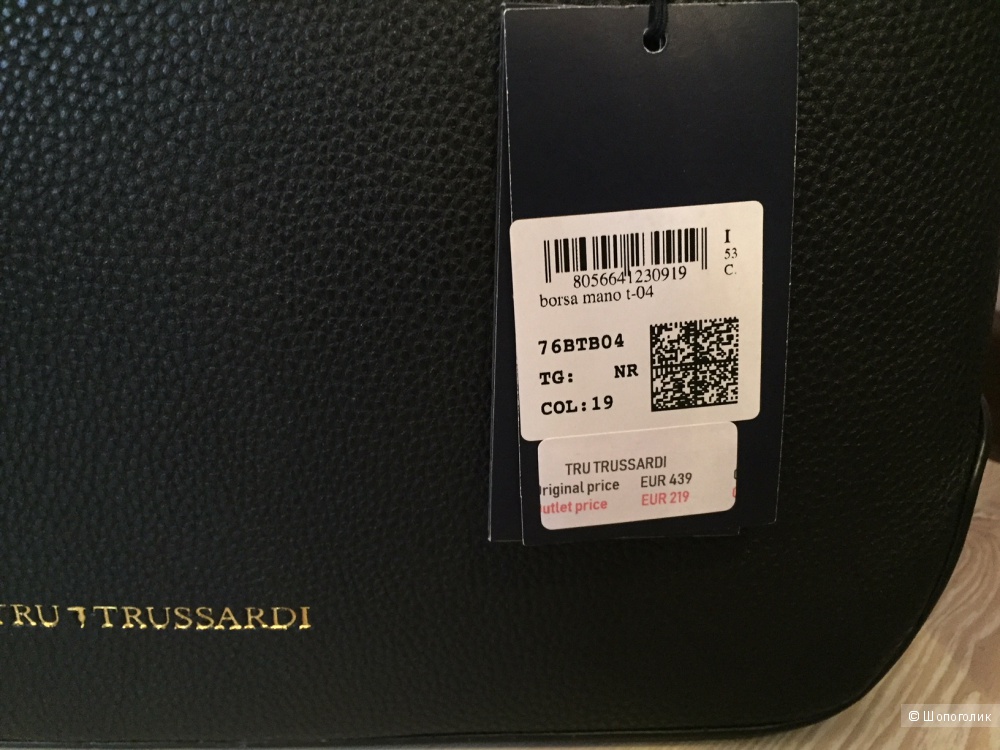 I
53
C.
8056641230919
borsa mano t-04
76BTB04
TG: NR
COL:19
TRU TRUSSARDI
riginal price EUR 439
utlet price EUR 219
TRU TRUSSARDI
© Шопоголик